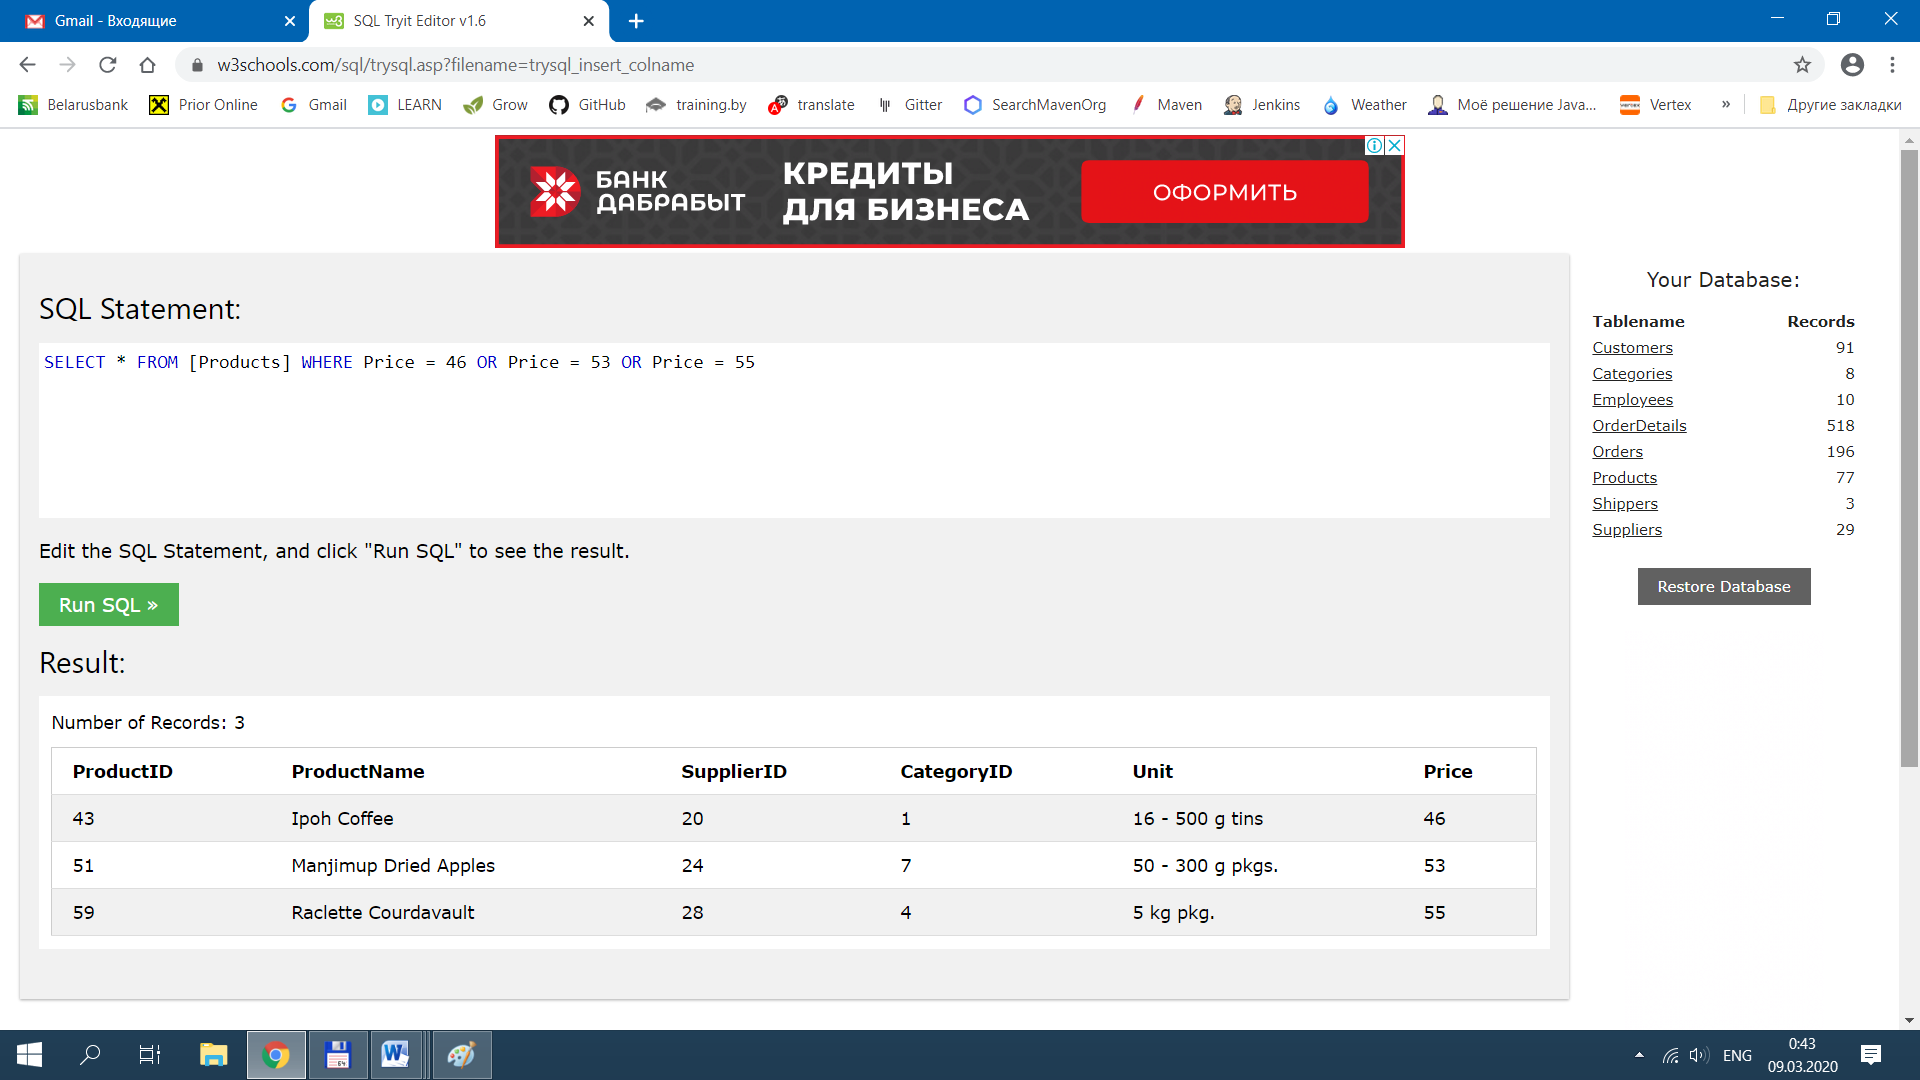 Gmail - Входящие
SQL Tryit Editor v1.6
w3schools.com/sql/trysql.asp?filename=trysql_insert_colname
Belarusbank Prior Online Gmail LEARN Grow GitHub training.by translate Gitter SearchMavenOrg Maven Jenkins Weather Моё решение Java... Vertex » Другие закладки
БАНК
ДАБРАБЫТ
КРЕДИТЫ
ДЛЯ БИЗНЕСА
ОФОРМИТЬ
SQL Statement:
SELECT * FROM [Products] WHERE Price = 46 OR Price = 53 OR Price = 55
Edit the SQL Statement, and click "Run SQL" to see the result.
Run SQL »
Result:
Number of Records: 3
ProductID ProductName SupplierID CategoryID Unit Price
43 Ipoh Coffee 20 1 16 - 500 g tins 46
51 Manjimup Dried Apples 24 7 50 - 300 g pkgs. 53
59 Raclette Courdavault 28 4 5 kg pkg. 55
Your Database:
Tablename Records
Customers 91
Categories 8
Employees 10
OrderDetails 518
Orders 196
Products 77
Shippers 3
Suppliers 29
Restore Database
ENG
0:43
09.03.2020